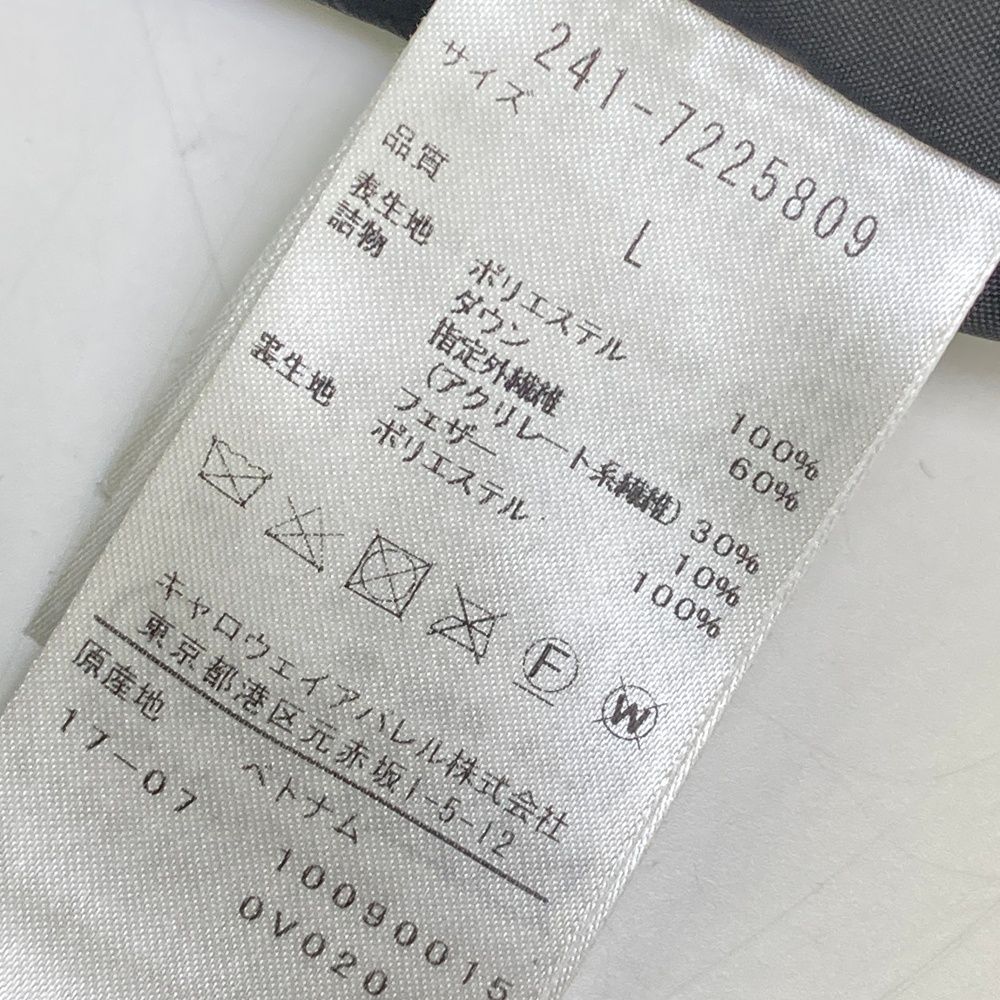 241-7225809
サイズ L
品質
表生地 ポリエステル 100%
詰物 ダウン 60%
指定外繊維
(アクリレート系繊維) 30%
フェザー 10%
表生地 ポリエステル 100%
F W
キャロウェイアパレル株式会社
東京都港区元赤坂1-5-12
原産地 ベトナム
17-07 10090015
0V020